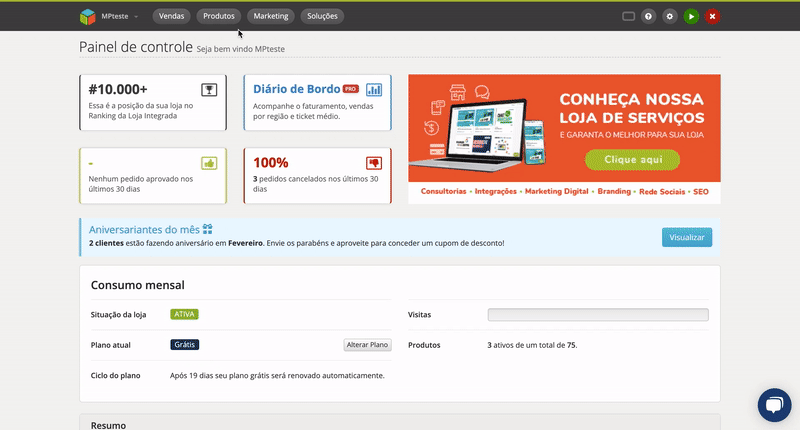 MPteste
Vendas
Produtos
Marketing
Soluções
Painel de controle Seja bem vindo MPteste
#10.000+
Essa é a posição da sua loja no
Ranking da Loja Integrada
Diário de Bordo PRO
Acompanhe o faturamento, vendas
por região e ticket médio.
-
Nenhum pedido aprovado nos
últimos 30 dias
100%
3 pedidos cancelados nos últimos 30
dias
CONHEÇA NOSSA
LOJA DE SERVIÇOS
E GARANTA O MELHOR PARA SUA LOJA
Clique aqui
Consultorias • Integrações • Marketing Digital • Branding • Rede Sociais • SEO
Aniversariantes do mês
2 clientes estão fazendo aniversário em Fevereiro. Envie os parabéns e aproveite para conceder um cupom de desconto!
Visualizar
Consumo mensal
Situação da loja ATIVA
Visitas
Plano atual Grátis Alterar Plano
Produtos 3 ativos de um total de 75.
Ciclo do plano Após 19 dias seu plano grátis será renovado automaticamente.
Resumo